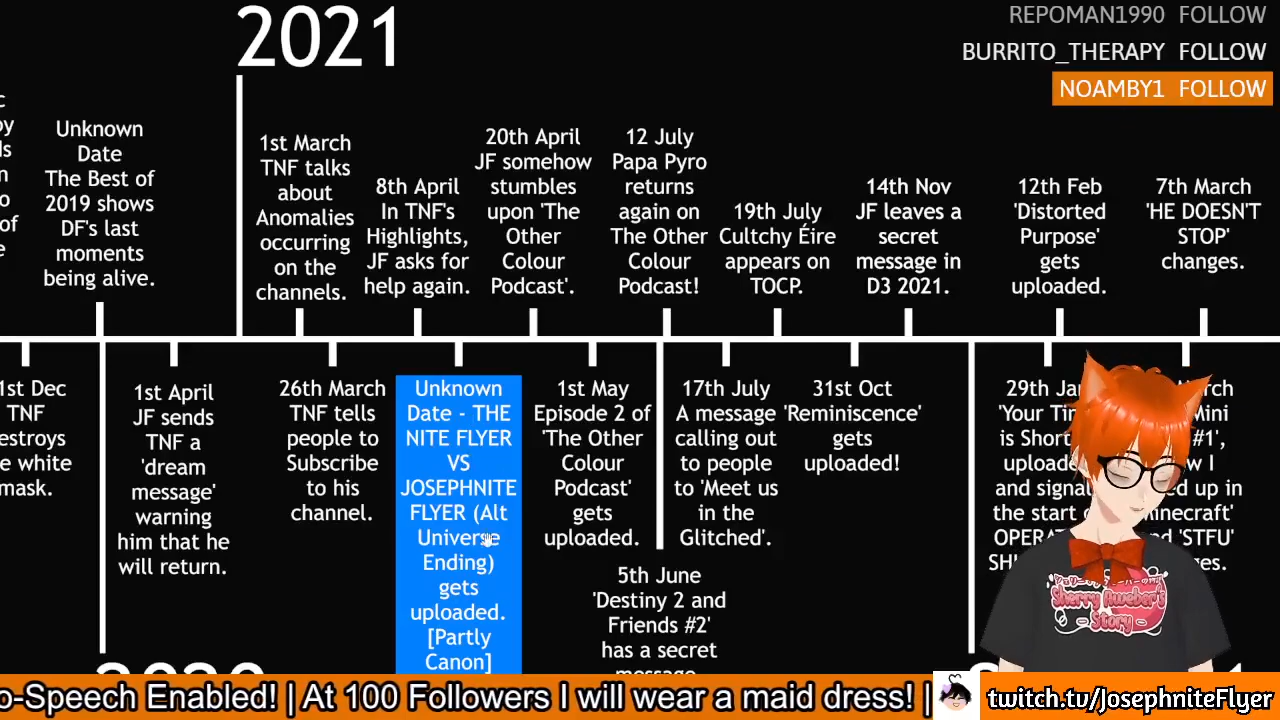 2021
REPOMAN1990 FOLLOW
BURRITO_THERAPY FOLLOW
NOAMBY1 FOLLOW
Unknown
Date
The Best of
2019 shows
DF's last
moments
being alive.
1st March
TNF talks
about
Anomalies
occurring
on the
channels.
8th April
In TNF's
Highlights,
JF asks for
help again.
20th April
JF somehow
stumbles
upon 'The
Other
Colour
Podcast'.
12 July
Papa Pyro
returns
again on
The Other
Colour
Podcast!
19th July
Cultchy Éire
appears on
TOCP.
14th Nov
JF leaves a
secret
message in
D3 2021.
12th Feb
'Distorted
Purpose'
gets
uploaded.
7th March
'HE DOESN'T
STOP'
changes.
1st Dec
TNF
estroys
e white
mask.
1st April
JF sends
TNF a
'dream
message'
warning
him that he
will return.
26th March
TNF tells
people to
Subscribe
to his
channel.
Unknown
Date - THE
NITE FLYER
VS
JOSEPHNITE
FLYER (Alt
Universe
Ending)
gets
uploaded.
[Partly
Canon]
1st May
Episode 2 of
'The Other
Colour
Podcast'
gets
uploaded.
5th June
'Destiny 2 and
Friends #2'
has a secret
message
17th July
A message
calling out
to people
to 'Meet us
in the
Glitched'.
31st Oct
'Reminiscence'
gets
uploaded!
29th Ja
'Your Ti
is Short
uploade
and signa
the start
OPERAT
SH
Mini
#1',
w I
ed up in
inecraft'
d 'STFU'
es.
Sherry Aweber's
Story
o-Speech Enabled! | At 100 Followers I will wear a maid dress! |
twitch.tv/JosephniteFlyer